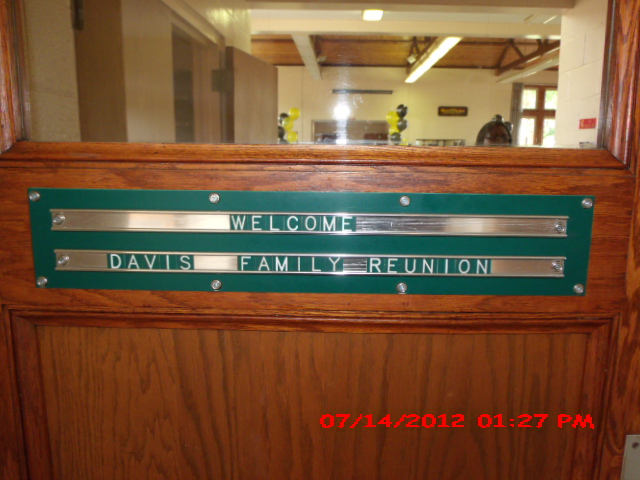 WELCOME
DAVIS FAMILY REUNION
07/14/2012 01:27 PM